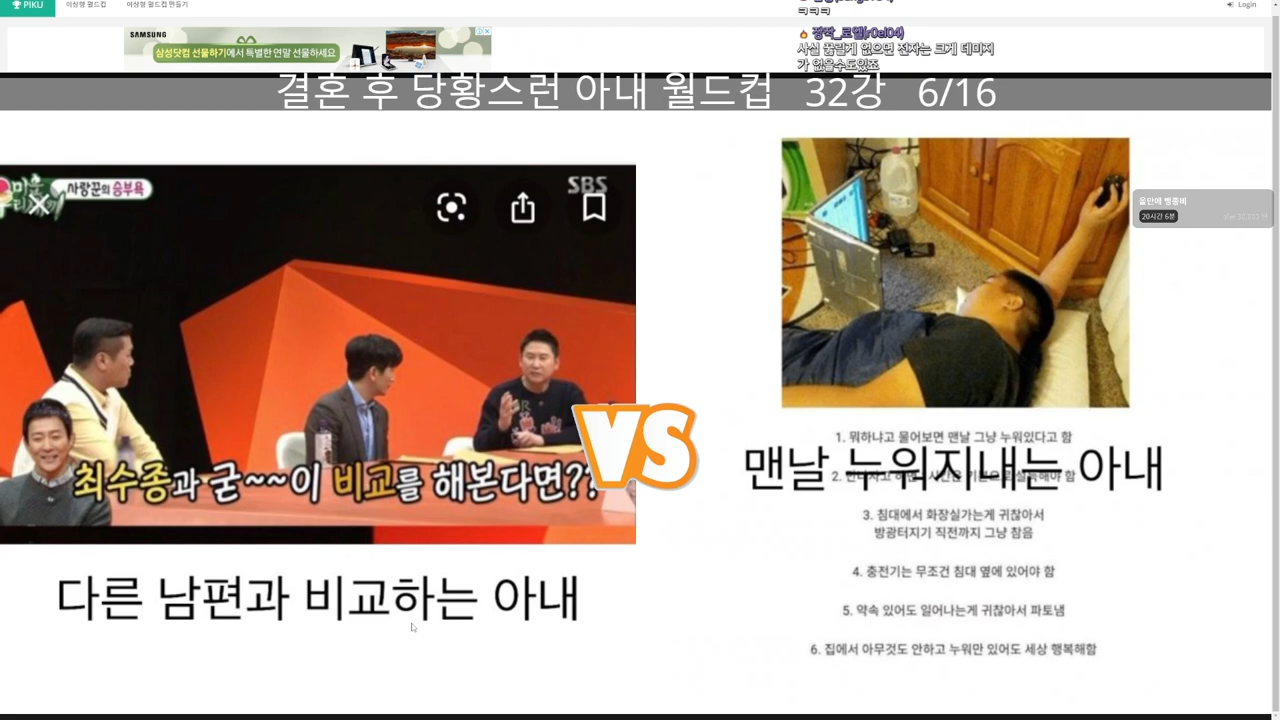 PIKU 이상형 월드컵 이상형 월드컵 만들기
Login
ㅋㅋㅋ
SAMSUNG
삼성닷컴 선물하기에서 특별한 연말 선물하세요
사실 꿇린게 없으면 전자는 크게 데미지
가 없을수도있죠
결혼 후 당황스런 아내 월드컵 32강 6/16
사랑꾼의 승부욕
SBS
최수종과 굳~~이 비교를 해본다면??
VS
다른 남편과 비교하는 아내
1. 뭐하냐고 물어보면 맨날 그냥 누워있다고 함
맨날 누워지내는 아내
3. 침대에서 화장실가는게 귀찮아서
방광터지기 직전까지 그냥 참음
4. 충전기는 무조건 침대 옆에 있어야 함
5. 약속 있어도 일어나는게 귀찮아서 파토냄
6. 집에서 아무것도 안하고 누워만 있어도 세상 행복해함
20시간 6분